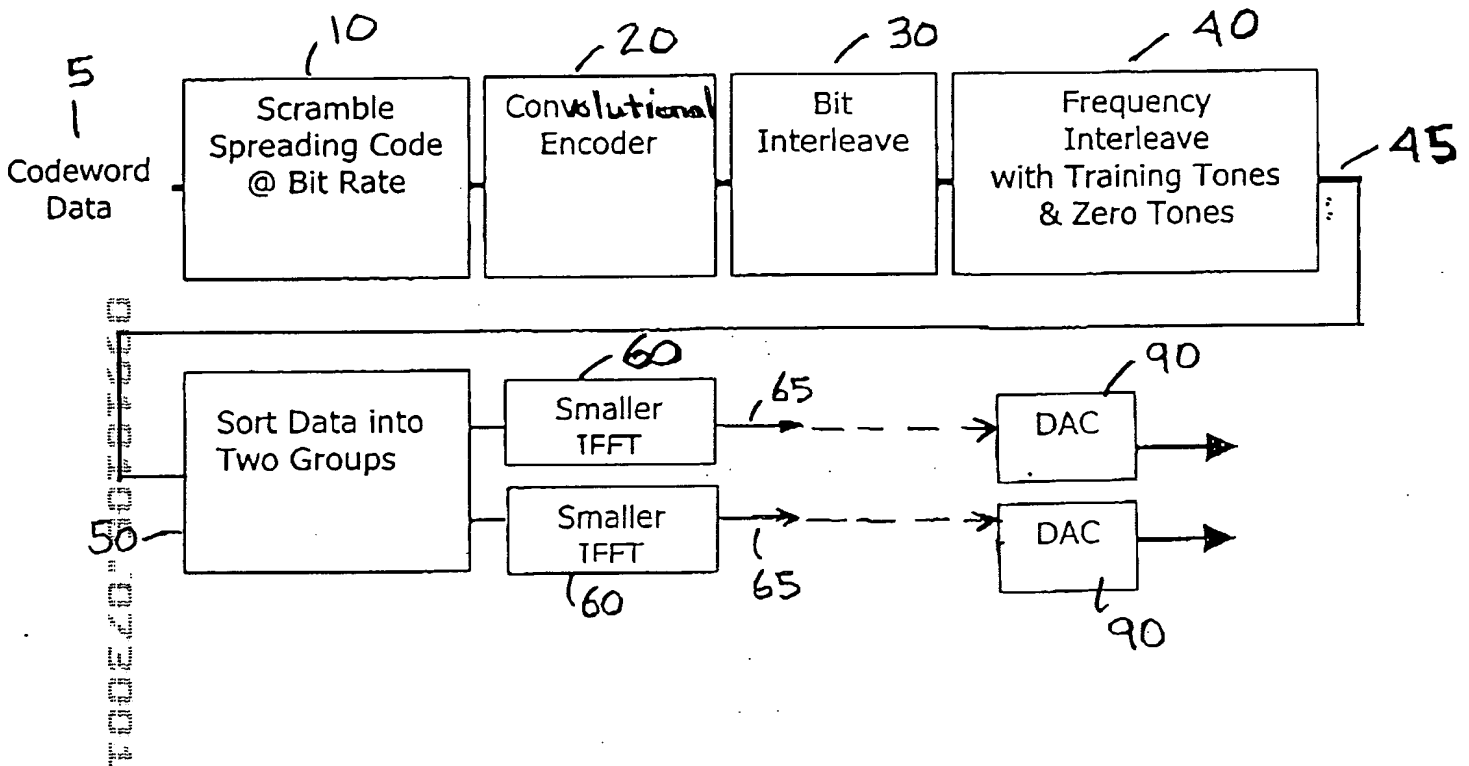 10
20
30
40
5
Scramble
Spreading Code
@ Bit Rate
Convolutional
Encoder
Bit
Interleave
Frequency
Interleave
with Training Tones
& Zero Tones
45
Codeword
Data
60
65
90
Sort Data into
Two Groups
Smaller
IFFT
DAC
50
Smaller
IFFT
DAC
60
65
90